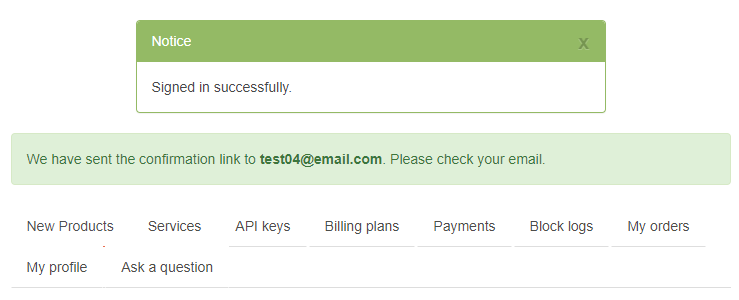 Notice x
Signed in successfully.
We have sent the confirmation link to test04@email.com. Please check your email.
New Products Services API keys Billing plans Payments Block logs My orders
My profile Ask a question